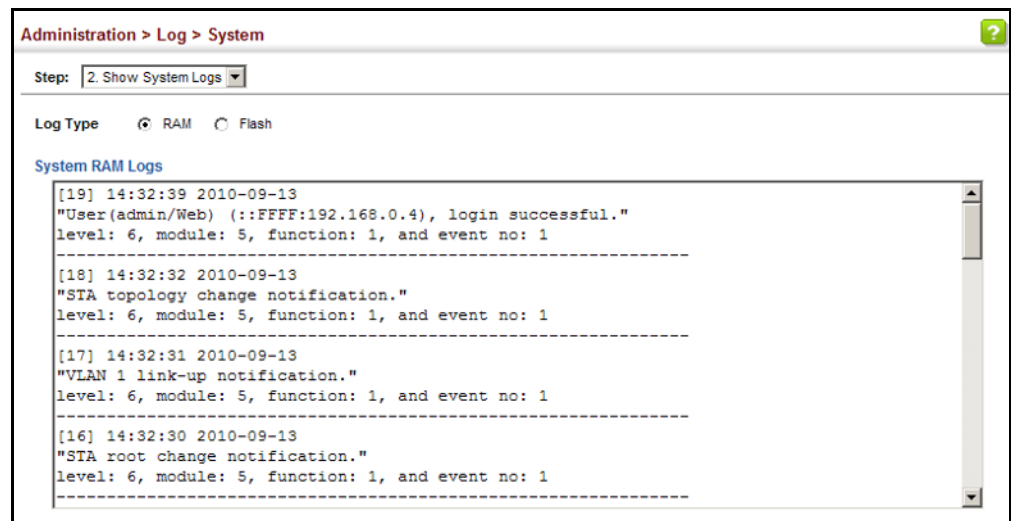 Administration > Log > System
?
Step: 2. Show System Logs
Log Type RAM Flash
System RAM Logs
[19] 14:32:39 2010-09-13
"User(admin/Web) (::FFFF:192.168.0.4), login successful."
level: 6, module: 5, function: 1, and event no: 1
---------------------------------------------------------------
[18] 14:32:32 2010-09-13
"STA topology change notification."
level: 6, module: 5, function: 1, and event no: 1
---------------------------------------------------------------
[17] 14:32:31 2010-09-13
"VLAN 1 link-up notification."
level: 6, module: 5, function: 1, and event no: 1
---------------------------------------------------------------
[16] 14:32:30 2010-09-13
"STA root change notification."
level: 6, module: 5, function: 1, and event no: 1
---------------------------------------------------------------